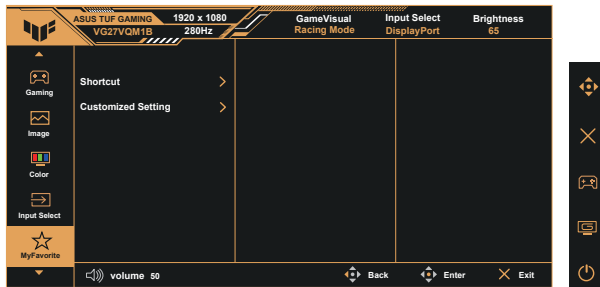 ASUS TUF GAMING 1920 x 1080
VG27VQM1B 280Hz
GameVisual
Racing Mode
Input Select
DisplayPort
Brightness
65
Gaming
Image
Color
Input Select
MyFavorite
Shortcut
Customized Setting
volume 50
Back
Enter
Exit